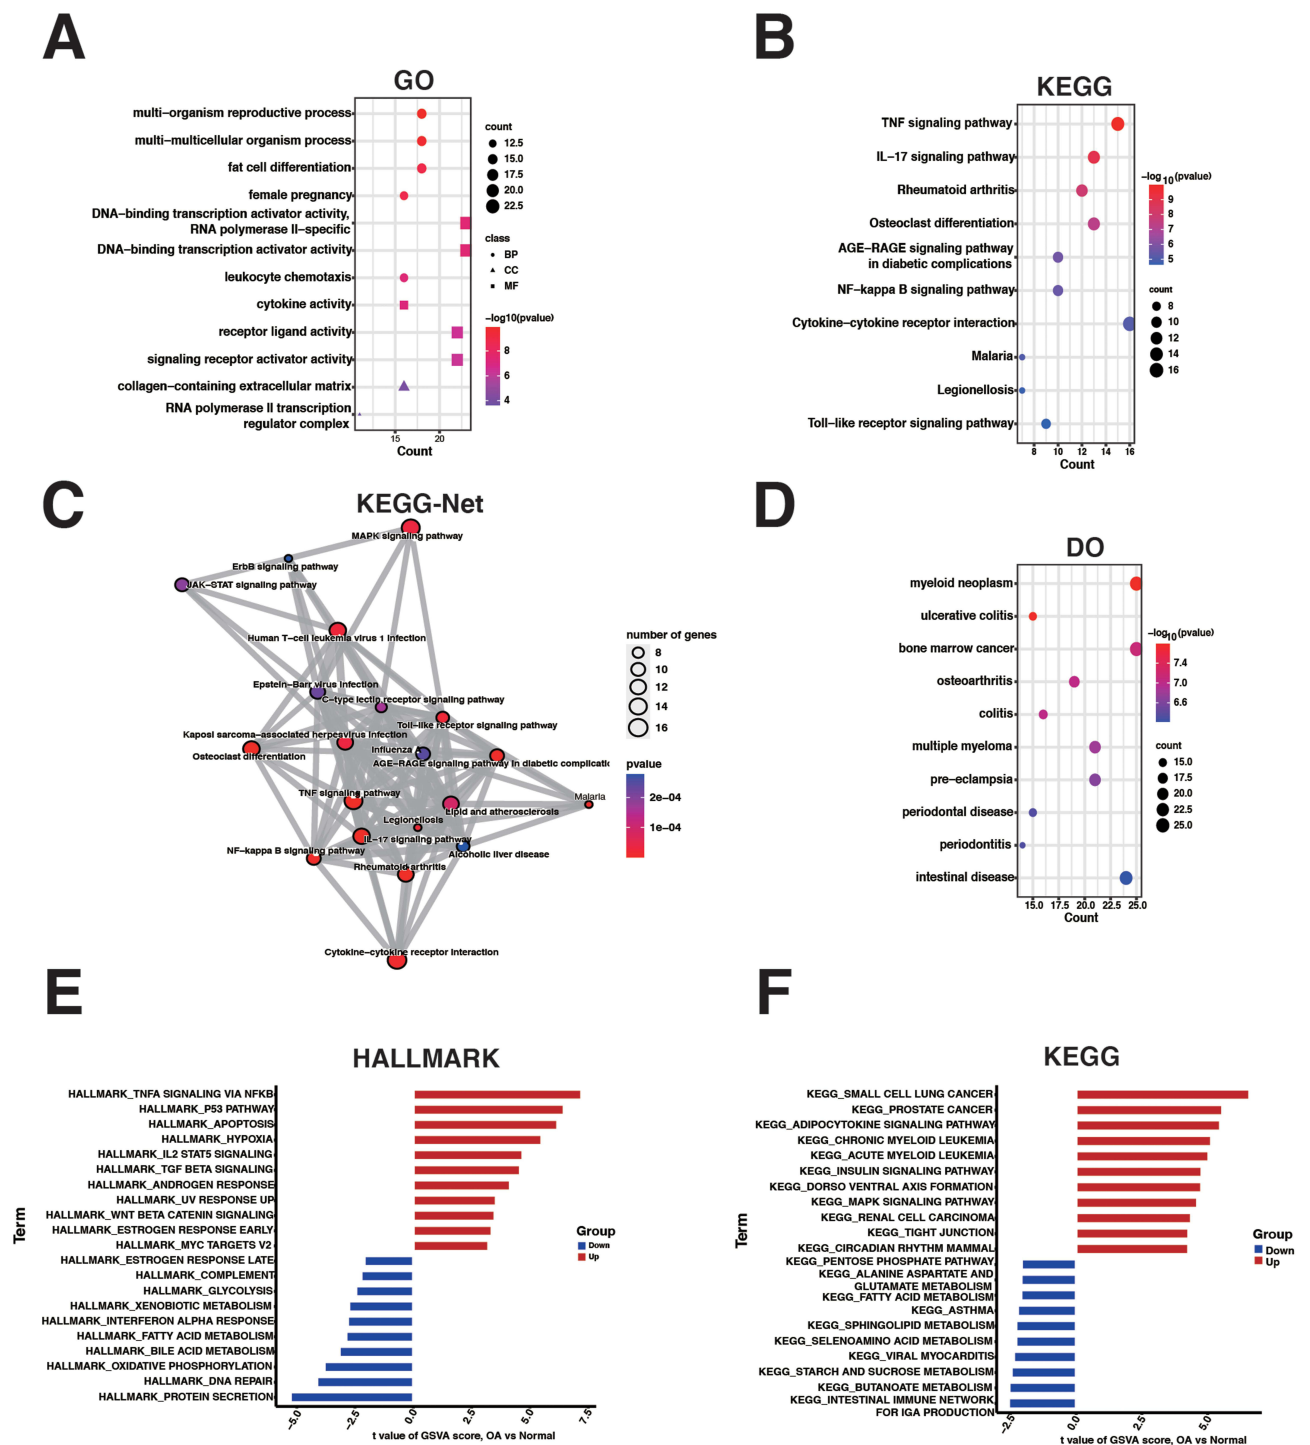 A
GO
multi-organism reproductive process
multi-multicellular organism process
fat cell differentiation
female pregnancy
DNA-binding transcription activator activity,
RNA polymerase II-specific
DNA-binding transcription activator activity
leukocyte chemotaxis
cytokine activity
receptor ligand activity
signaling receptor activator activity
collagen-containing extracellular matrix
RNA polymerase II transcription
regulator complex
15 20
Count
count
12.5
15.0
17.5
20.0
22.5
class
BP
CC
MF
-log10(pvalue)
8
6
4
B
KEGG
TNF signaling pathway
IL-17 signaling pathway
Rheumatoid arthritis
Osteoclast differentiation
AGE-RAGE signaling pathway
in diabetic complications
NF-kappa B signaling pathway
Cytokine-cytokine receptor interaction
Malaria
Legionellosis
Toll-like receptor signaling pathway
8 10 12 14 16
Count
-log10(pvalue)
9
8
7
6
5
count
8
10
12
14
16
C
KEGG-Net
MAPK signaling pathway
ErbB signaling pathway
JAK-STAT signaling pathway
Human T-cell leukemia virus 1 infection
Epstein-Barr virus infection
C-type lectin receptor signaling pathway
Toll-like receptor signaling pathway
Kaposi sarcoma-associated herpesvirus infection
Influenza A
Osteoclast differentiation
AGE-RAGE signaling pathway in diabetic complicatic
TNF signaling pathway
Malaria
Lipid and atherosclerosis
Legionellosis
IL-17 signaling pathway
NF-kappa B signaling pathway
Alcoholic liver disease
Rheumatoid arthritis
Cytokine-cytokine receptor interaction
number of genes
8
10
12
14
16
pvalue
2e-04
1e-04
D
DO
myeloid neoplasm
ulcerative colitis
bone marrow cancer
osteoarthritis
colitis
multiple myeloma
pre-eclampsia
periodontal disease
periodontitis
intestinal disease
15.0 17.5 20.0 22.5 25.0
Count
-log10(pvalue)
7.4
7.0
6.6
count
15.0
17.5
20.0
22.5
25.0
E
HALLMARK
Term
HALLMARK_TNFA SIGNALING VIA NFKB
HALLMARK_P53 PATHWAY
HALLMARK_APOPTOSIS
HALLMARK_HYPOXIA
HALLMARK_IL2 STAT5 SIGNALING
HALLMARK_TGF BETA SIGNALING
HALLMARK_ANDROGEN RESPONSE
HALLMARK_UV RESPONSE UP
HALLMARK_WNT BETA CATENIN SIGNALING
HALLMARK_ESTROGEN RESPONSE EARLY
HALLMARK_MYC TARGETS V2
HALLMARK_ESTROGEN RESPONSE LATE
HALLMARK_COMPLEMENT
HALLMARK_GLYCOLYSIS
HALLMARK_XENOBIOTIC METABOLISM
HALLMARK_INTERFERON ALPHA RESPONSE
HALLMARK_FATTY ACID METABOLISM
HALLMARK_BILE ACID METABOLISM
HALLMARK_OXIDATIVE PHOSPHORYLATION
HALLMARK_DNA REPAIR
HALLMARK_PROTEIN SECRETION
-5.0 -2.5 0.0 2.5 5.0 7.5
t value of GSVA score, OA vs Normal
Group
Down
Up
F
KEGG
Term
KEGG_SMALL CELL LUNG CANCER
KEGG_PROSTATE CANCER
KEGG_ADIPOCYTOKINE SIGNALING PATHWAY
KEGG_CHRONIC MYELOID LEUKEMIA
KEGG_ACUTE MYELOID LEUKEMIA
KEGG_INSULIN SIGNALING PATHWAY
KEGG_DORSO VENTRAL AXIS FORMATION
KEGG_MAPK SIGNALING PATHWAY
KEGG_RENAL CELL CARCINOMA
KEGG_TIGHT JUNCTION
KEGG_CIRCADIAN RHYTHM MAMMAL
KEGG_PENTOSE PHOSPHATE PATHWAY
KEGG_ALANINE ASPARTATE AND
GLUTAMATE METABOLISM
KEGG_FATTY ACID METABOLISM
KEGG_ASTHMA
KEGG_SPHINGOLIPID METABOLISM
KEGG_SELENOAMINO ACID METABOLISM
KEGG_VIRAL MYOCARDITIS
KEGG_STARCH AND SUCROSE METABOLISM
KEGG_BUTANOATE METABOLISM
KEGG_INTESTINAL IMMUNE NETWORK
FOR IGA PRODUCTION
-2.5 0.0 2.5 5.0
t value of GSVA score, OA vs Normal
Group
Down
Up